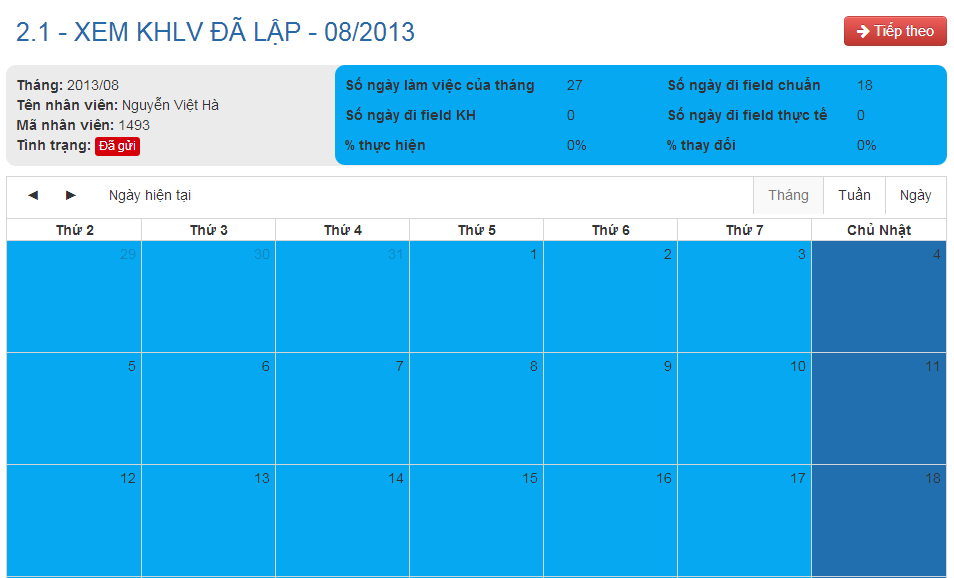 2.1 - XEM KHLV ĐÃ LẬP - 08/2013
Tiếp theo
Tháng: 2013/08
Tên nhân viên: Nguyễn Việt Hà
Mã nhân viên: 1493
Tình trạng: Đã gửi
Số ngày làm việc của tháng 27 Số ngày đi field chuẩn 18
Số ngày đi field KH 0 Số ngày đi field thực tế 0
% thực hiện 0% % thay đổi 0%
◄ ► Ngày hiện tại Tháng Tuần Ngày
Thứ 2 Thứ 3 Thứ 4 Thứ 5 Thứ 6 Thứ 7 Chủ Nhật
29 30 31 1 2 3 4
5 6 7 8 9 10 11
12 13 14 15 16 17 18